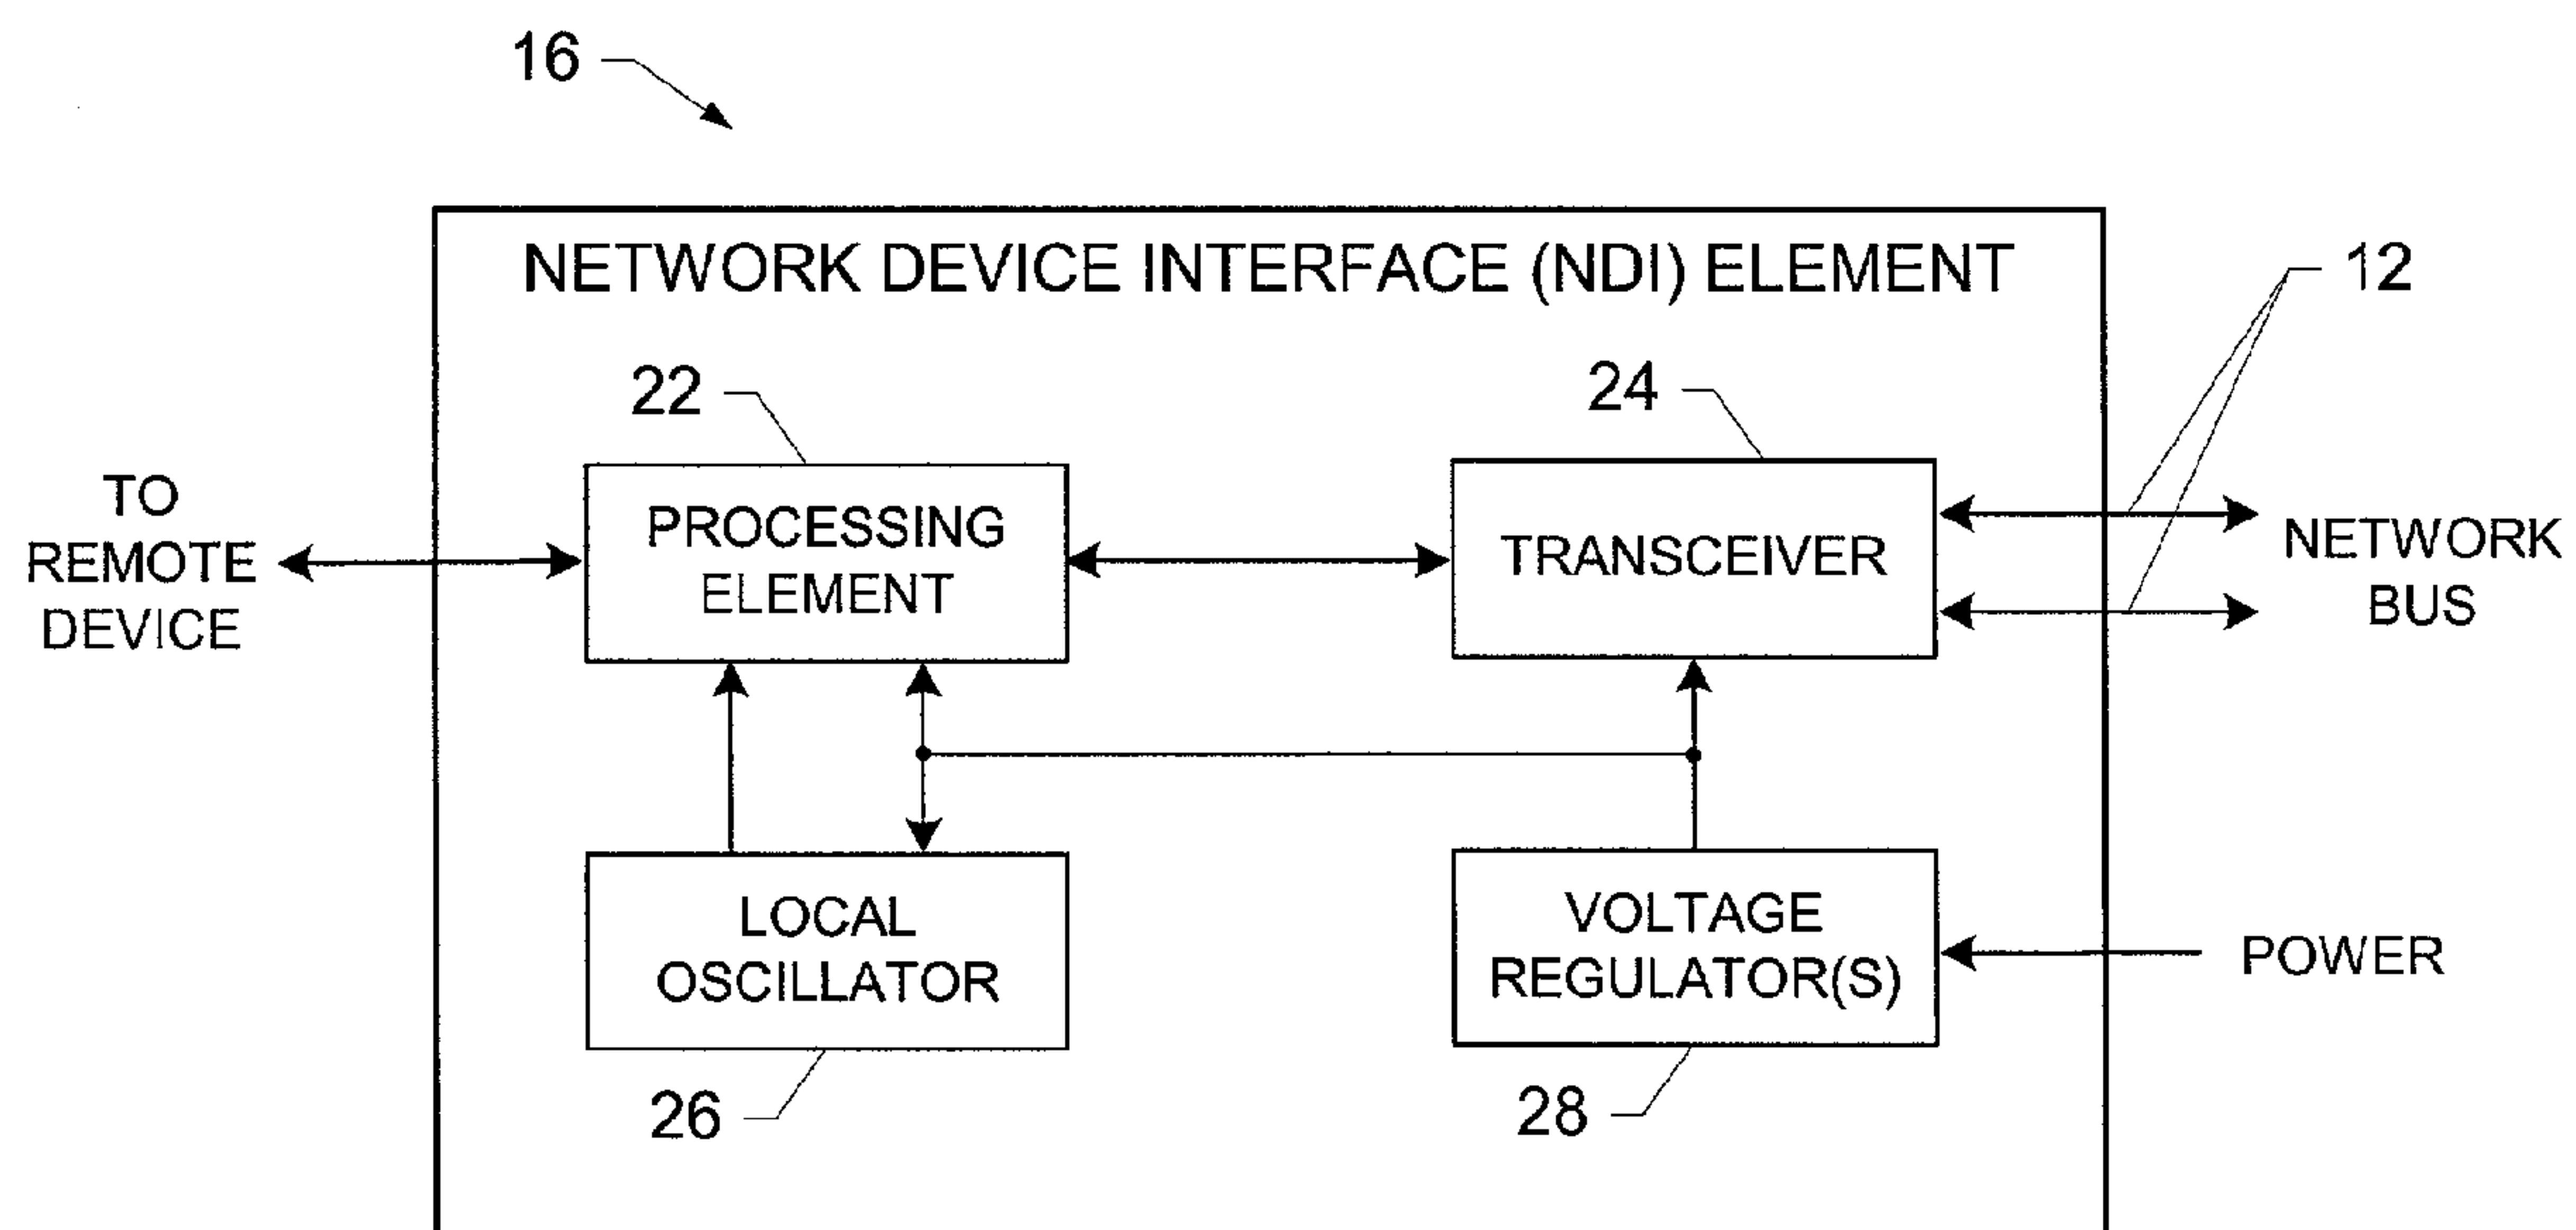 16
NETWORK DEVICE INTERFACE (NDI) ELEMENT
12
22
24
TO
REMOTE
DEVICE
PROCESSING
ELEMENT
TRANSCEIVER
NETWORK
BUS
LOCAL
OSCILLATOR
VOLTAGE
REGULATOR(S)
POWER
26
28